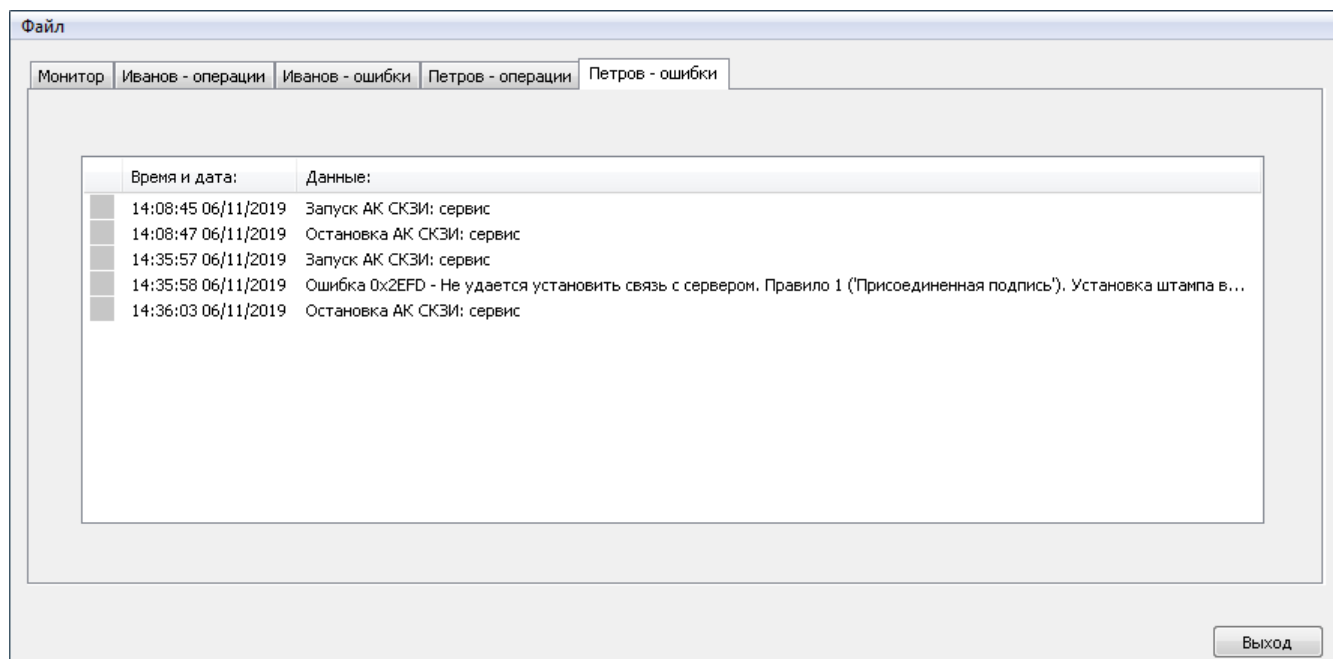 Файл
Монитор Иванов - операции Иванов - ошибки Петров - операции Петров - ошибки
Время и дата: Данные:
14:08:45 06/11/2019 Запуск АК СКЗИ: сервис
14:08:47 06/11/2019 Остановка АК СКЗИ: сервис
14:35:57 06/11/2019 Запуск АК СКЗИ: сервис
14:35:58 06/11/2019 Ошибка 0x2EFD - Не удается установить связь с сервером. Правило 1 ('Присоединенная подпись'). Установка штампа в...
14:36:03 06/11/2019 Остановка АК СКЗИ: сервис
Выход